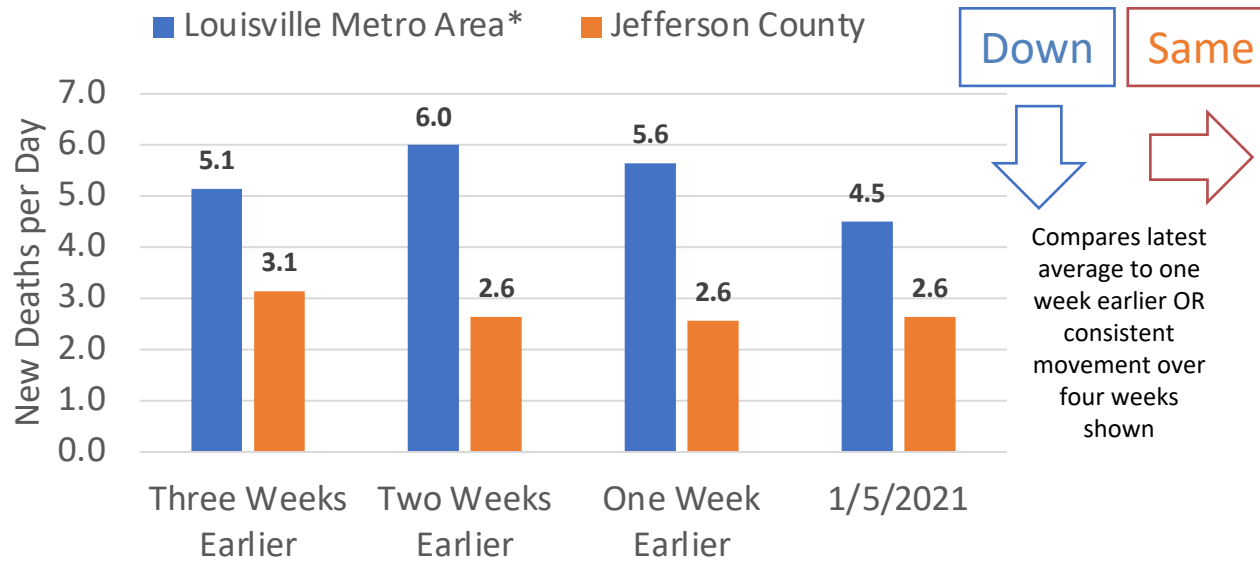 Louisville Metro Area* Jefferson County
Down Same
New Deaths per Day
7.0
6.0
5.0
4.0
3.0
2.0
1.0
0.0
5.1
3.1
6.0
2.6
5.6
2.6
4.5
2.6
Three Weeks
Earlier
Two Weeks
Earlier
One Week
Earlier
1/5/2021
Compares latest
average to one
week earlier OR
consistent
movement over
four weeks
shown